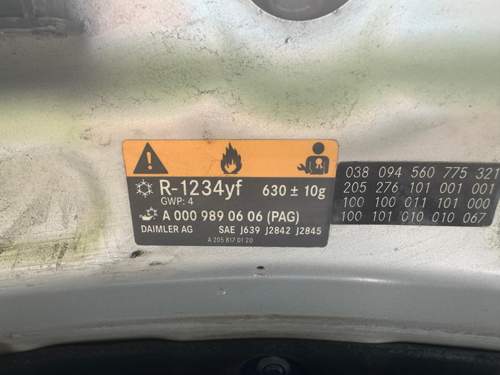 R-1234yf 630 ± 10g
GWP: 4
A 000 989 06 06 (PAG)
DAIMLER AG SAE J639 J2842 J2845
A 205 817 01 20
038 094 560 775 321
205 276 101 001 001
100 100 011 101 000
100 101 010 010 067